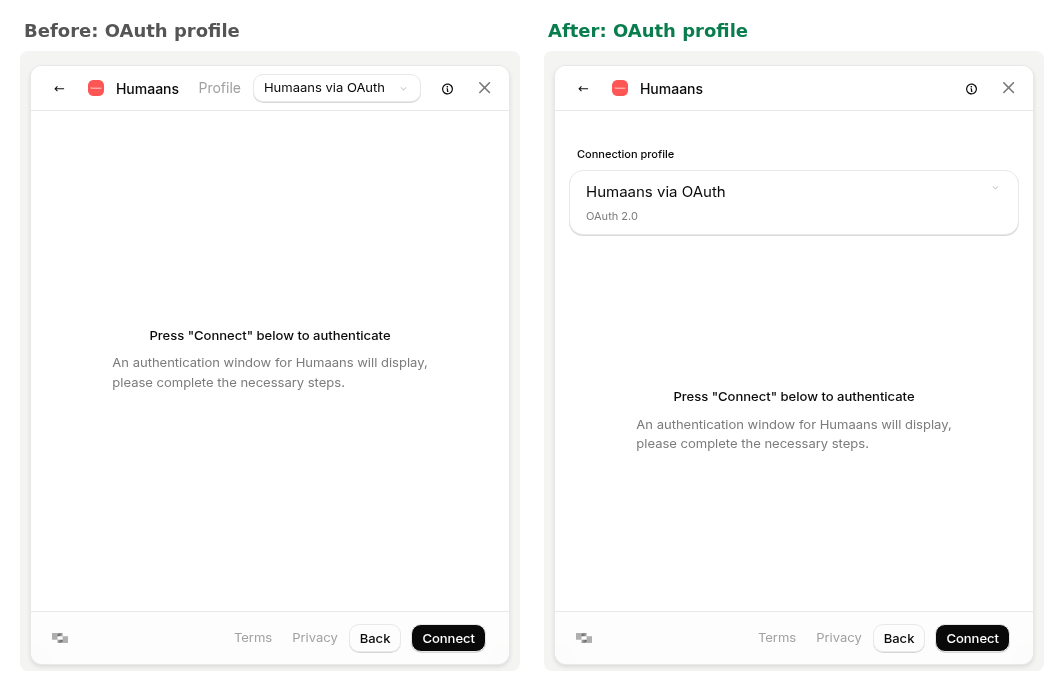 Before: OAuth profile
← Humaans Profile Humaans via OAuth
Press "Connect" below to authenticate
An authentication window for Humaans will display,
please complete the necessary steps.
Terms Privacy Back Connect
After: OAuth profile
← Humaans
Connection profile
Humaans via OAuth
OAuth 2.0
Press "Connect" below to authenticate
An authentication window for Humaans will display,
please complete the necessary steps.
Terms Privacy Back Connect